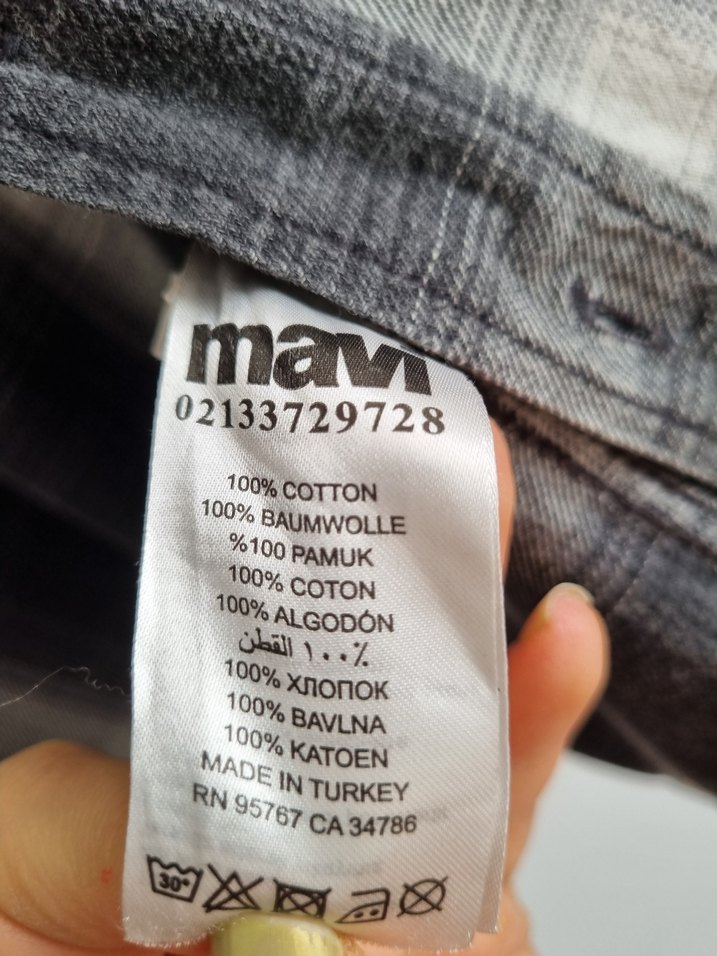 mavi
02133729728
100% COTTON
100% BAUMWOLLE
%100 PAMUK
100% COTON
100% ALGODÓN
٪١٠٠ القطن
100% ХЛОПОК
100% BAVLNA
100% KATOEN
MADE IN TURKEY
RN 95767 CA 34786
30°